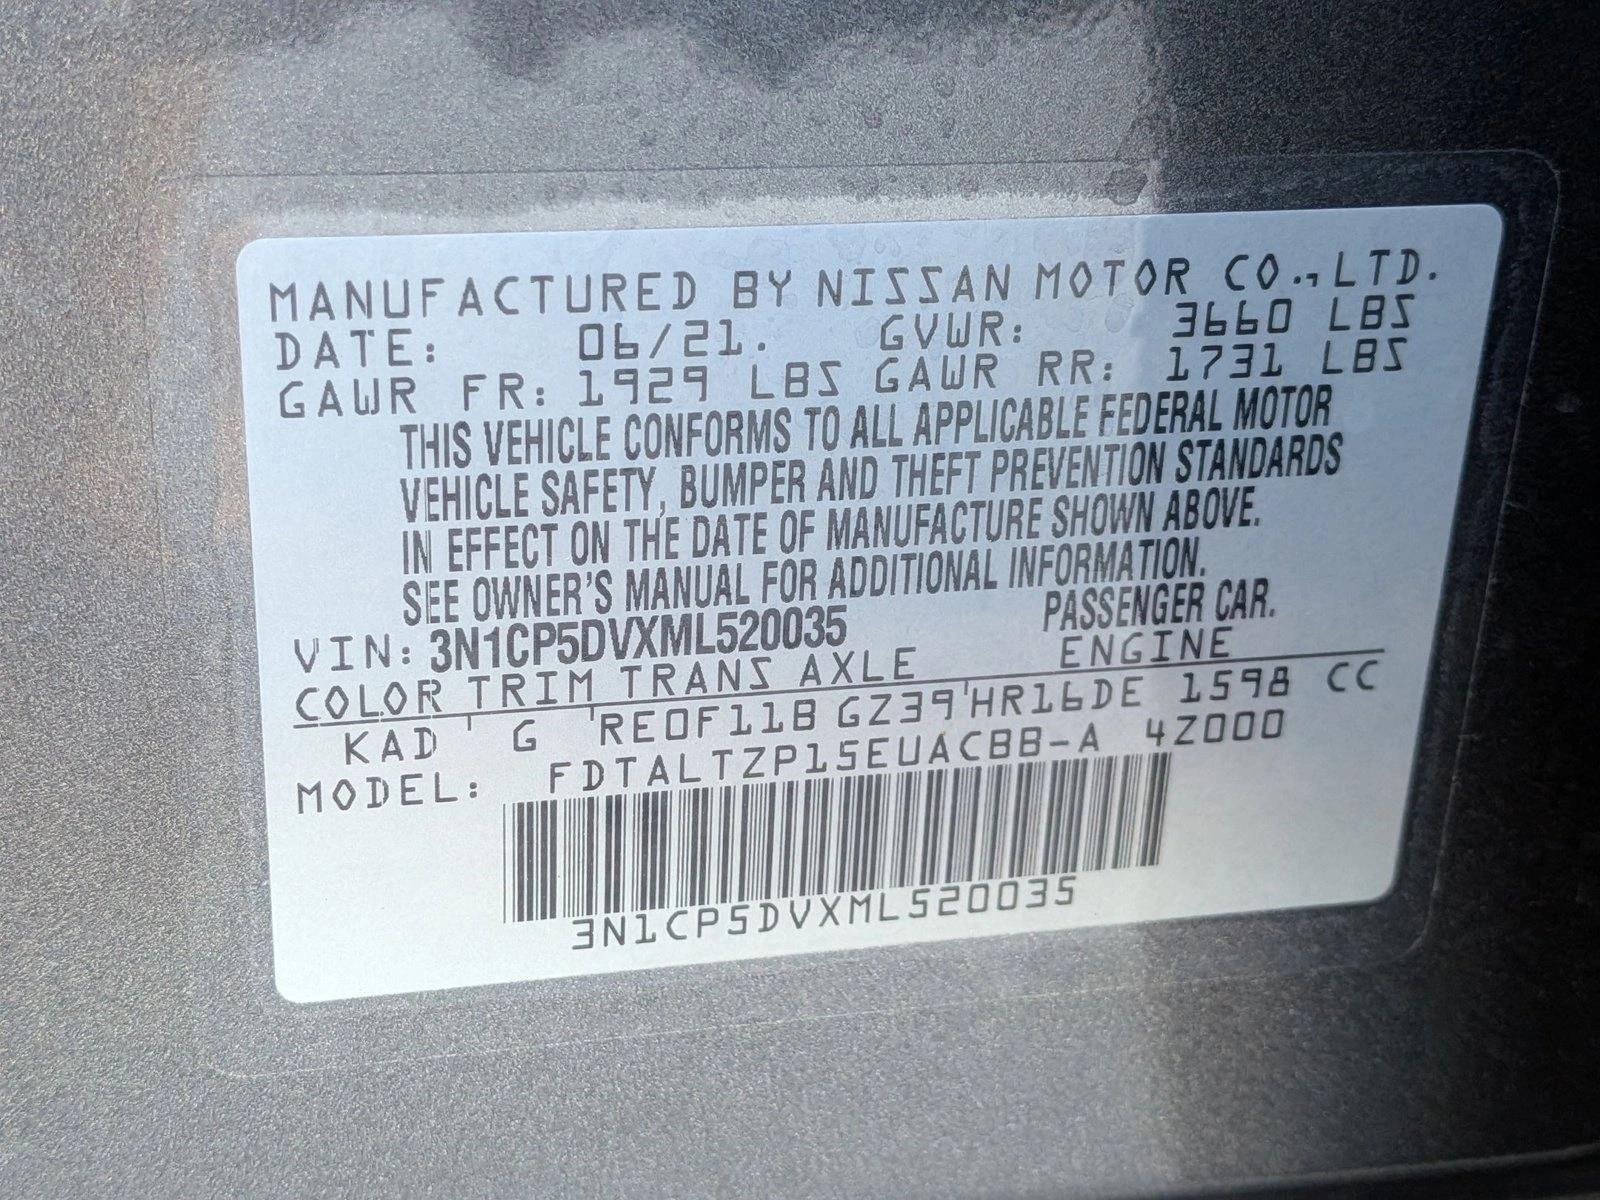 MANUFACTURED BY NISSAN MOTOR CO.,LTD.
DATE: 06/21. GVWR: 3660 LBS
GAWR FR: 1929 LBS GAWR RR: 1731 LBS
THIS VEHICLE CONFORMS TO ALL APPLICABLE FEDERAL MOTOR
VEHICLE SAFETY, BUMPER AND THEFT PREVENTION STANDARDS
IN EFFECT ON THE DATE OF MANUFACTURE SHOWN ABOVE.
SEE OWNER'S MANUAL FOR ADDITIONAL INFORMATION.
VIN: 3N1CP5DVXML520035 PASSENGER CAR.
COLOR TRIM TRANS AXLE ENGINE
KAD G RE0F11B GZ39 HR16DE 1598 CC
MODEL: FDTALTZP15EUACBB-A 4Z000
3N1CP5DVXML520035